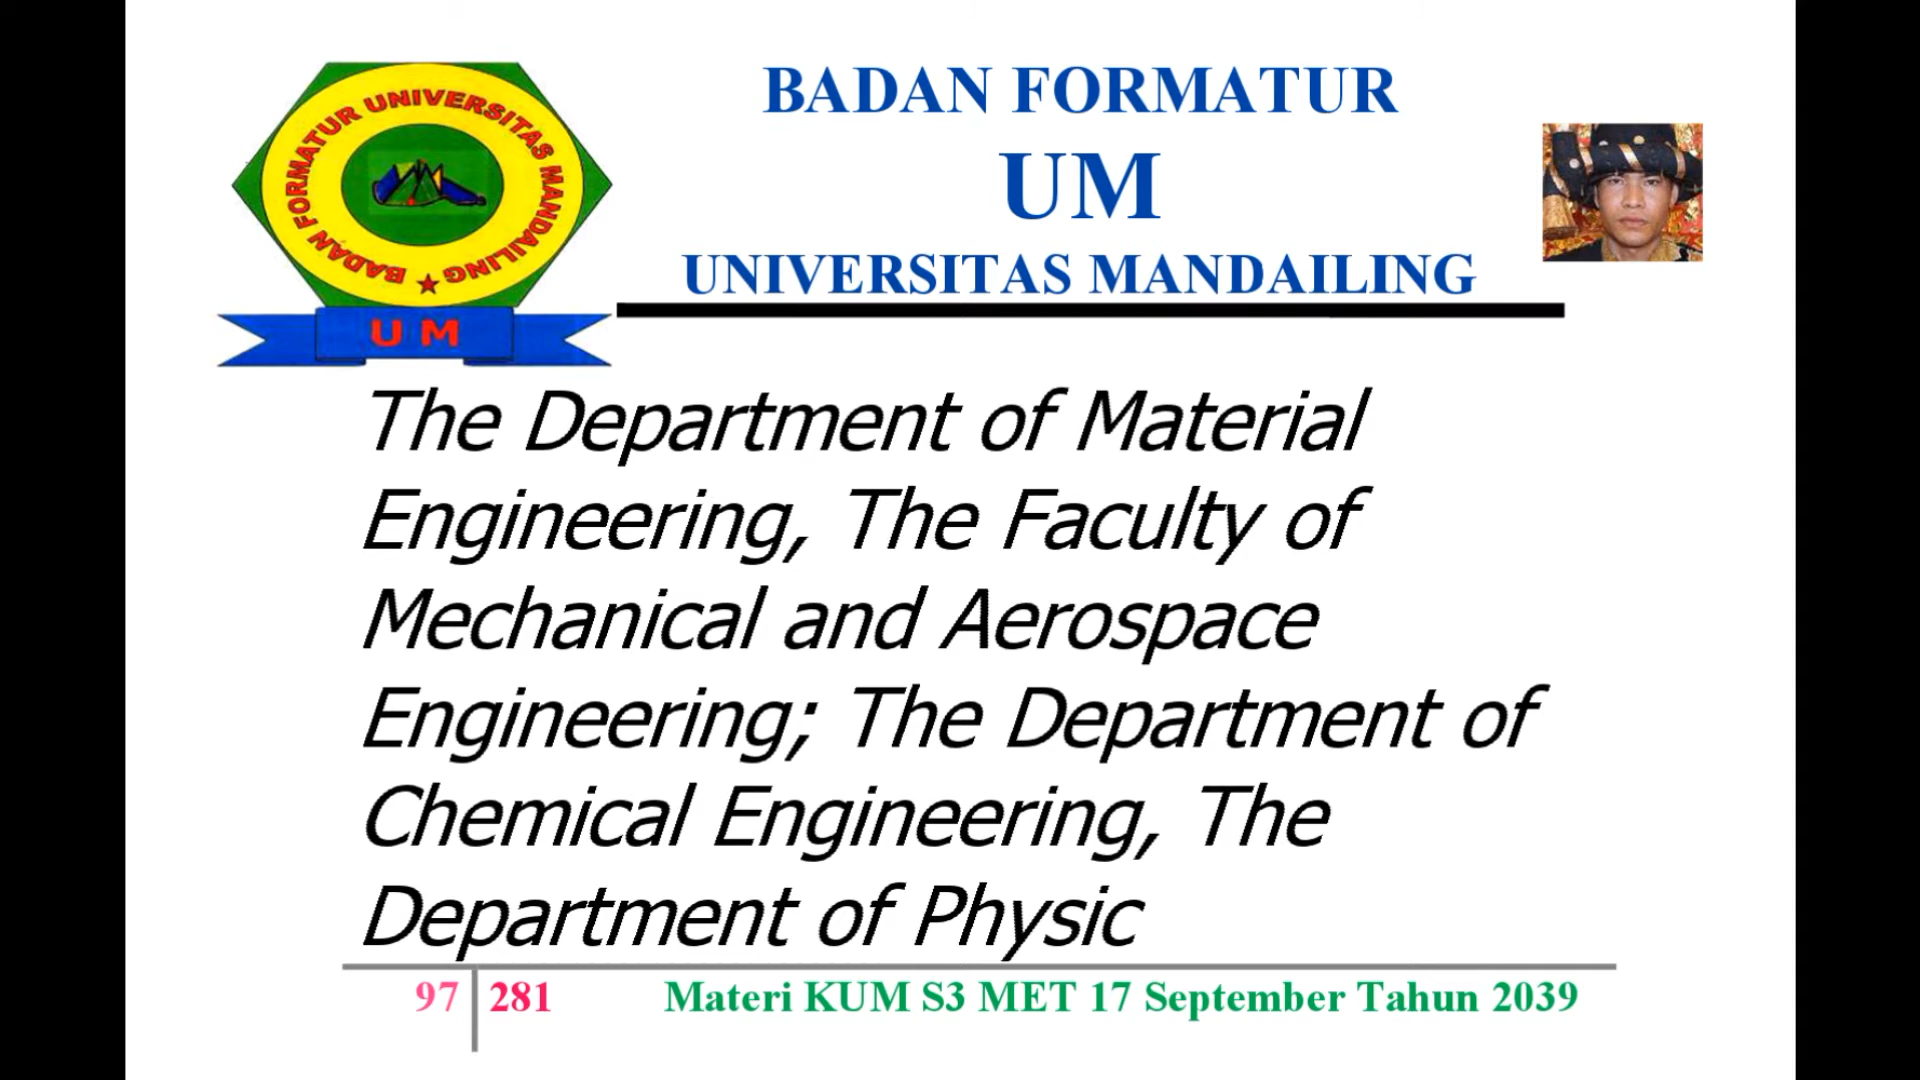 BADAN FORMATUR UNIVERSITAS MANDAILING
U M
BADAN FORMATUR
UM
UNIVERSITAS MANDAILING
The Department of Material
Engineering, The Faculty of
Mechanical and Aerospace
Engineering; The Department of
Chemical Engineering, The
Department of Physic
97 281 Materi KUM S3 MET 17 September Tahun 2039